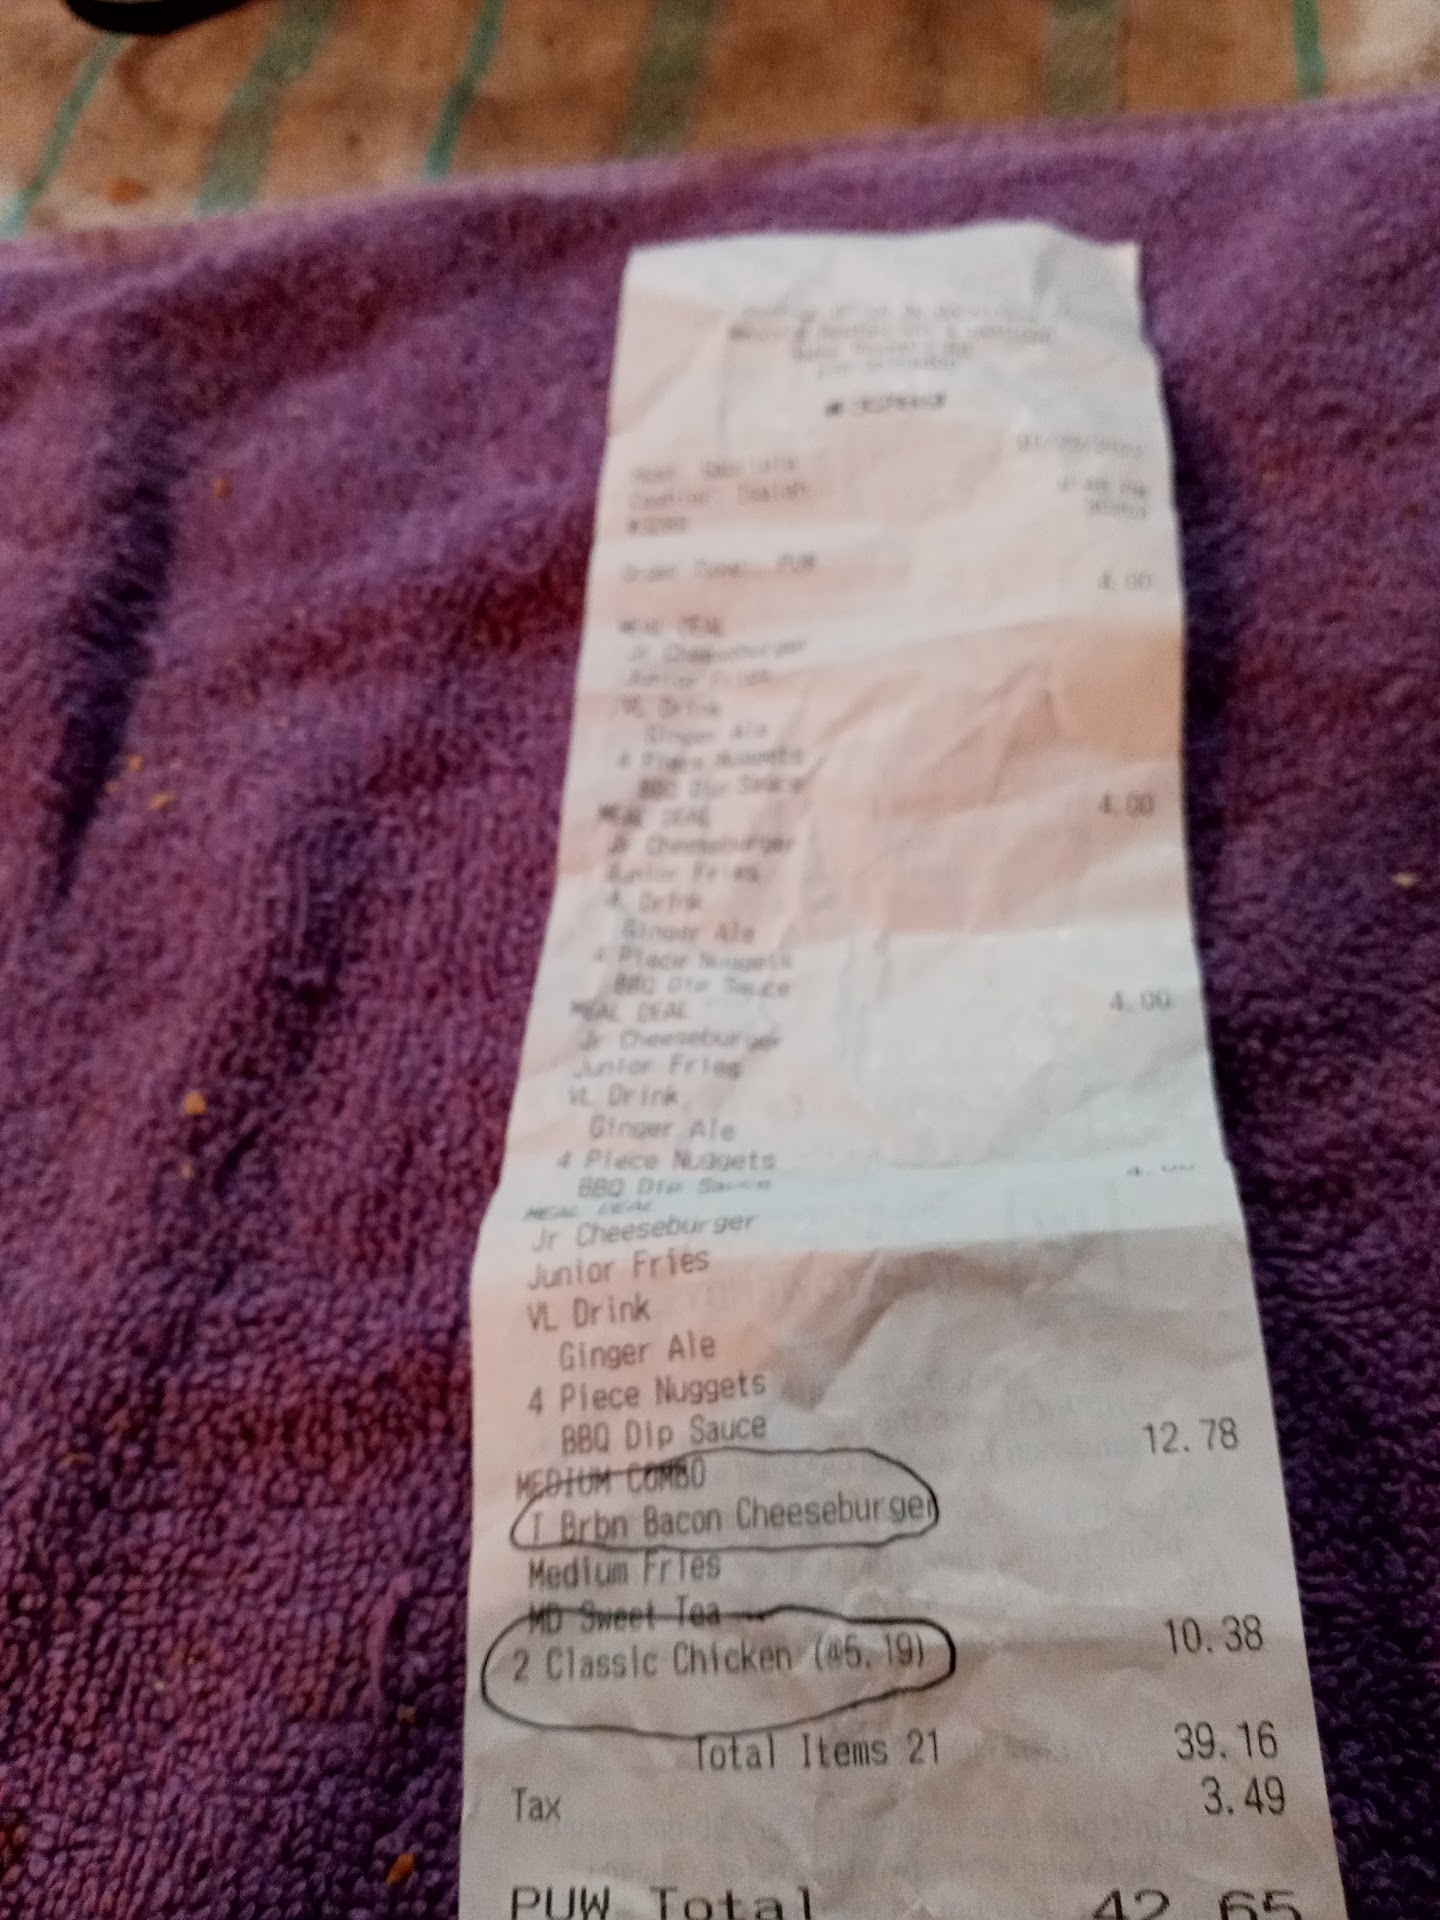 Order Type: PUW
4.00
MEAL DEAL
Jr Cheeseburger
Junior Fries
VL Drink
Ginger Ale
4 Piece Nuggets
BBQ Dip Sauce
MEAL DEAL 4.00
Jr Cheeseburger
Junior Fries
Drink
Ginger Ale
4 Piece Nuggets
BBQ Dip Sauce
MEAL DEAL 4.00
Jr Cheeseburger
Junior Fries
VL Drink
Ginger Ale
4 Piece Nuggets
BBQ Dip Sauce
MEAL DEAL 4.00
Jr Cheeseburger
Junior Fries
VL Drink
Ginger Ale
4 Piece Nuggets
BBQ Dip Sauce
MEDIUM COMBO 12.78
Brbn Bacon Cheeseburger
Medium Fries
MD Sweet Tea
2 Classic Chicken (@5.19) 10.38
Total Items 21 39.16
Tax 3.49
PUW Total 42.65